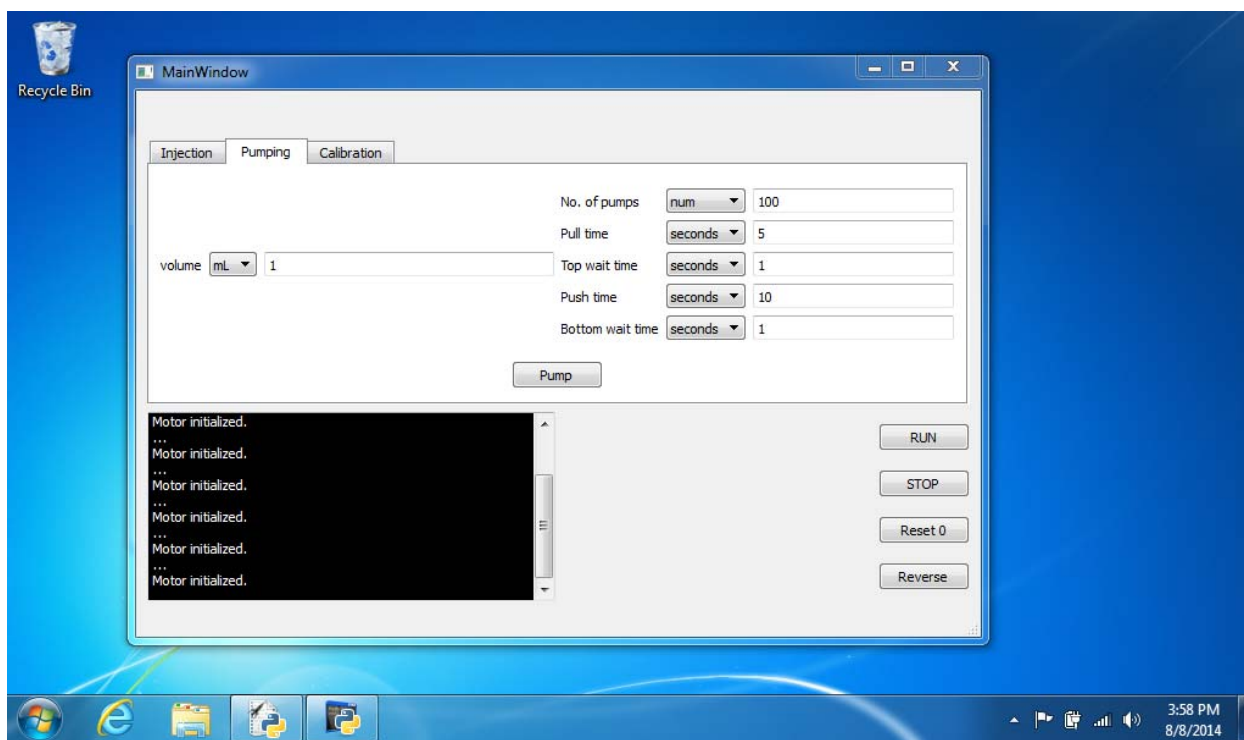 Recycle Bin
MainWindow
Injection Pumping Calibration
No. of pumps num 100
Pull time seconds 5
volume mL 1 Top wait time seconds 1
Push time seconds 10
Bottom wait time seconds 1
Pump
Motor initialized.
...
Motor initialized.
...
Motor initialized.
...
Motor initialized.
...
Motor initialized.
...
Motor initialized.
RUN
STOP
Reset 0
Reverse
3:58 PM
8/8/2014